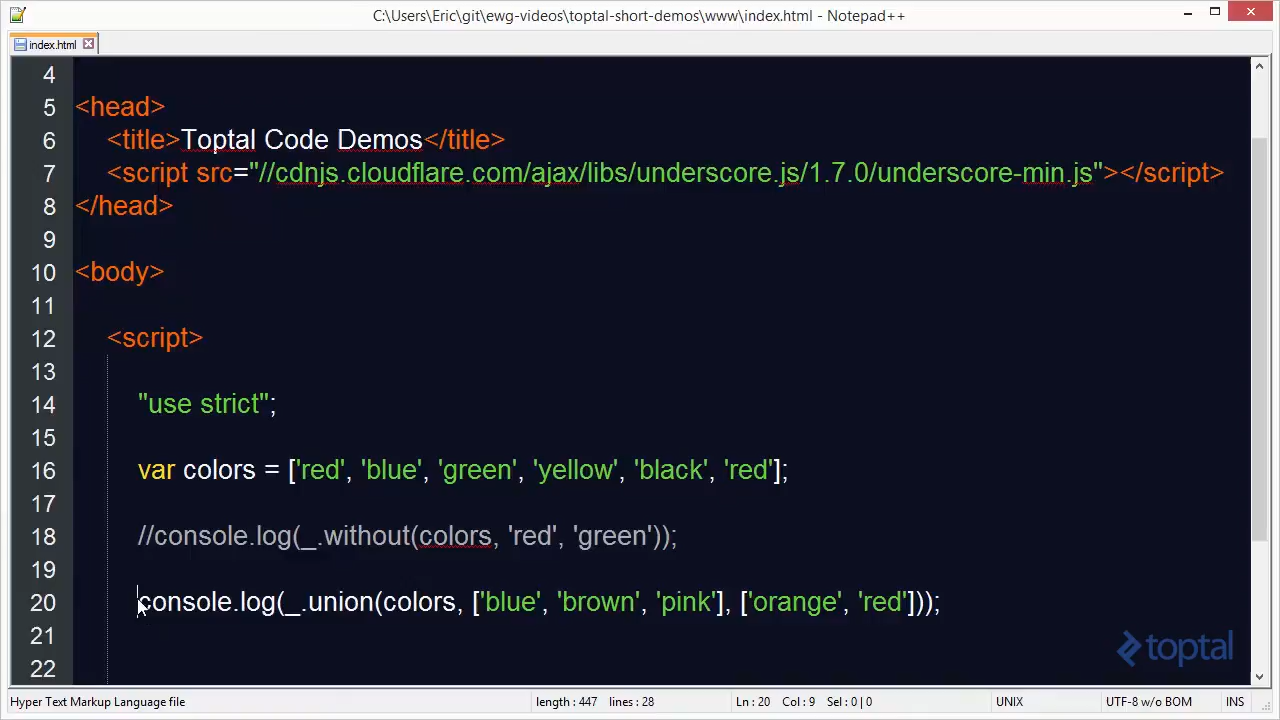 C:\Users\Eric\git\ewg-videos\toptal-short-demos\www\index.html - Notepad++
index.html
4
5 <head>
6 <title>Toptal Code Demos</title>
7 <script src="//cdnjs.cloudflare.com/ajax/libs/underscore.js/1.7.0/underscore-min.js"></script>
8 </head>
9
10 <body>
11
12 <script>
13
14 "use strict";
15
16 var colors = ['red', 'blue', 'green', 'yellow', 'black', 'red'];
17
18 //console.log(_.without(colors, 'red', 'green'));
19
20 console.log(_.union(colors, ['blue', 'brown', 'pink'], ['orange', 'red']));
21
22
toptal
Hyper Text Markup Language file length : 447 lines : 28 Ln : 20 Col : 9 Sel : 0 | 0 UNIX UTF-8 w/o BOM INS